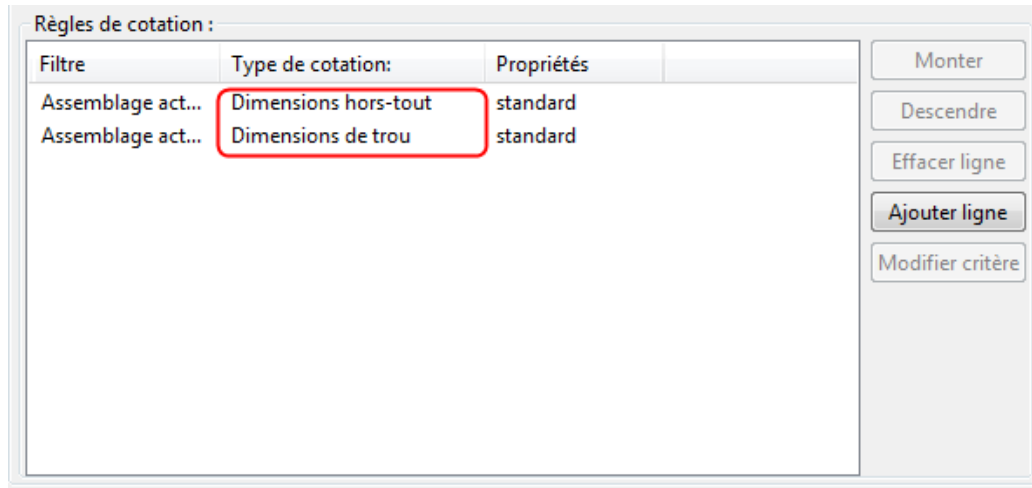 Règles de cotation :
Filtre Type de cotation: Propriétés
Assemblage act... Dimensions hors-tout standard
Assemblage act... Dimensions de trou standard
Monter
Descendre
Effacer ligne
Ajouter ligne
Modifier critère